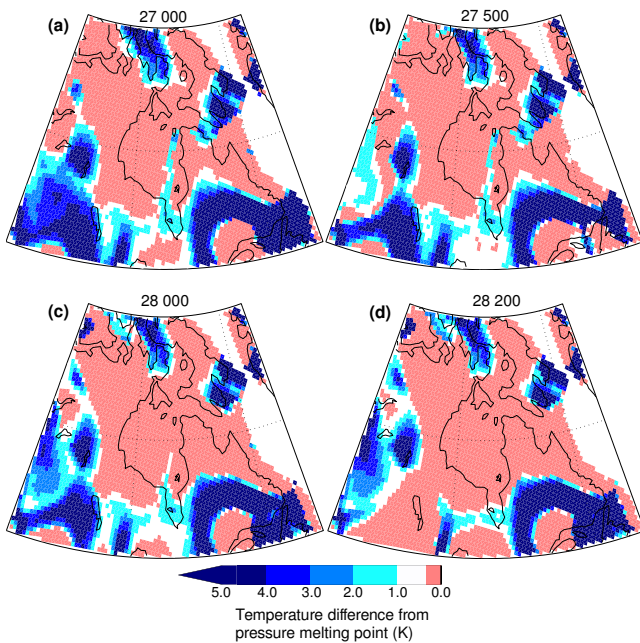 (a) 27 000
(b) 27 500
(c) 28 000
(d) 28 200
5.0 4.0 3.0 2.0 1.0 0.0
Temperature difference from
pressure melting point (K)